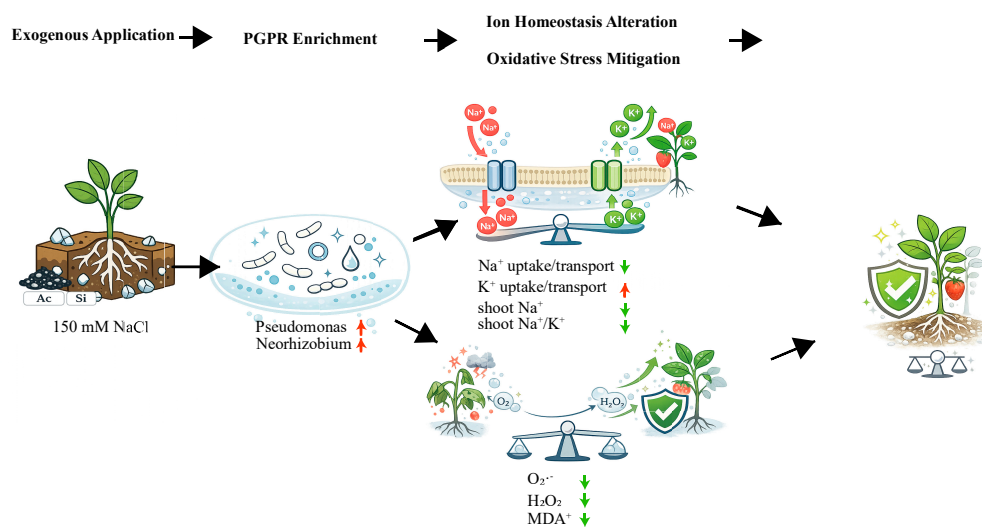 Exogenous Application
PGPR Enrichment
Ion Homeostasis Alteration
Oxidative Stress Mitigation
Na⁺
Na⁺
K⁺
K⁺
Na⁺
K⁺
Na⁺
Na⁺
K⁺
K⁺
Ac
Si
150 mM NaCl
Pseudomonas
Neorhizobium
Na⁺ uptake/transport
K⁺ uptake/transport
shoot Na⁺
shoot Na⁺/K⁺
O₂
H₂O₂
O₂·⁻
H₂O₂
MDA⁺